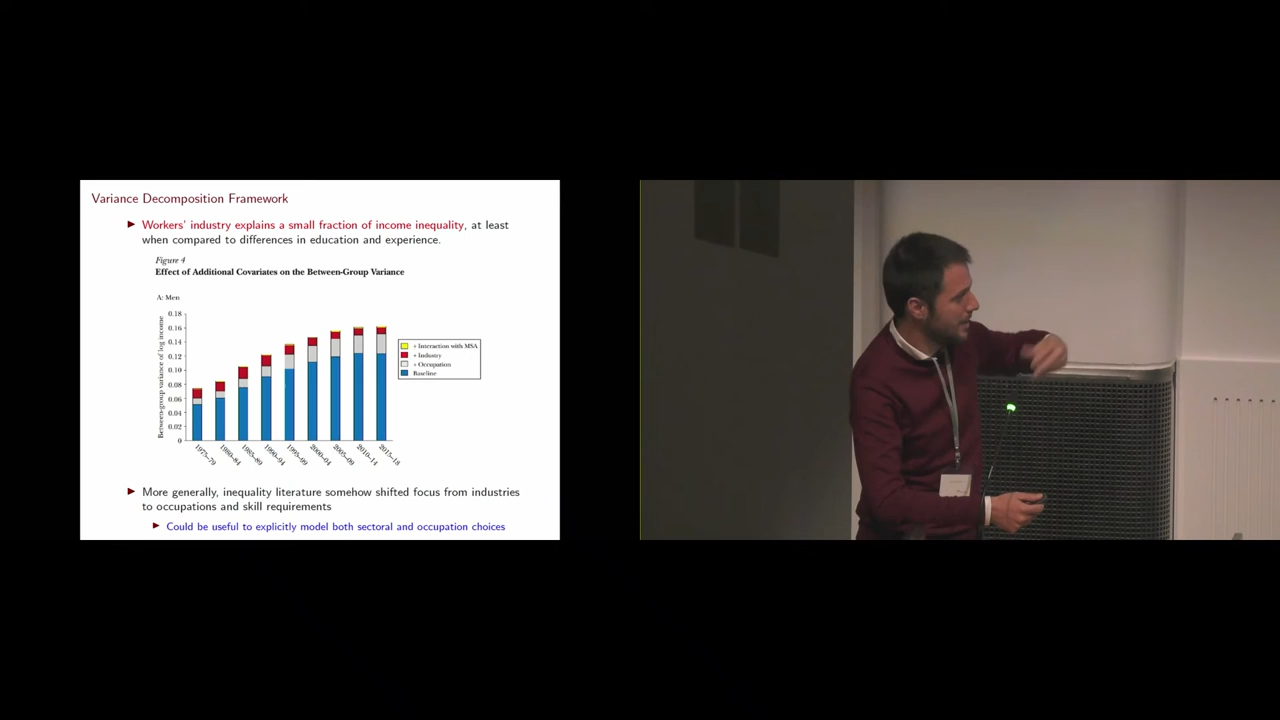 Variance Decomposition Framework
► Workers' industry explains a small fraction of income inequality, at least
when compared to differences in education and experience.
Figure 4
Effect of Additional Covariates on the Between-Group Variance
A: Men
Between-group variance of log income
0.18
0.16
0.14
0.12
0.10
0.08
0.06
0.04
0.02
0
1975–79
1980–84
1985–89
1990–94
1995–99
2000–04
2005–09
2010–14
2015–18
+ Interaction with MSA
+ Industry
+ Occupation
Baseline
► More generally, inequality literature somehow shifted focus from industries
to occupations and skill requirements
► Could be useful to explicitly model both sectoral and occupation choices